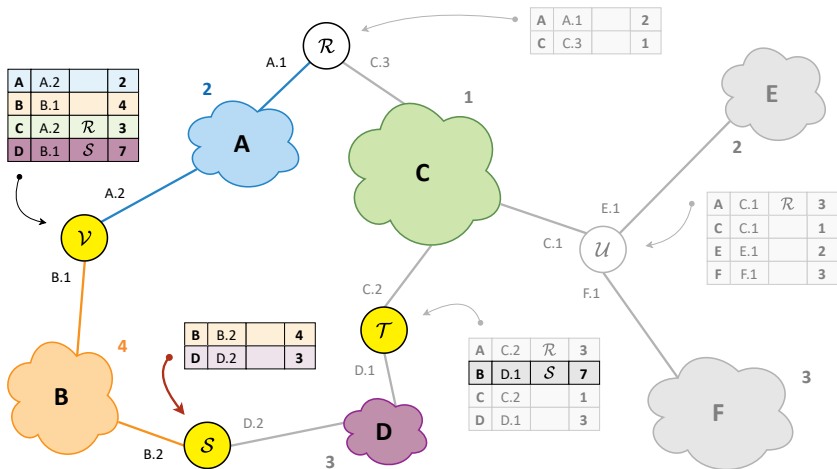 R
A A.1 2
C C.3 1
A.1
C.3
E
2
A A.2 2
B B.1 4
C A.2 R 3
D B.1 S 7
2
A
1
C
A.2
V
B.1
E.1
C.1
U
F.1
A C.1 R 3
C C.1 1
E E.1 2
F F.1 3
C.2
T
D.1
B B.2 4
D D.2 3
A C.2 R 3
B D.1 S 7
C C.2 1
D D.1 3
4
B
B.2
S
D.2
D
3
F
3